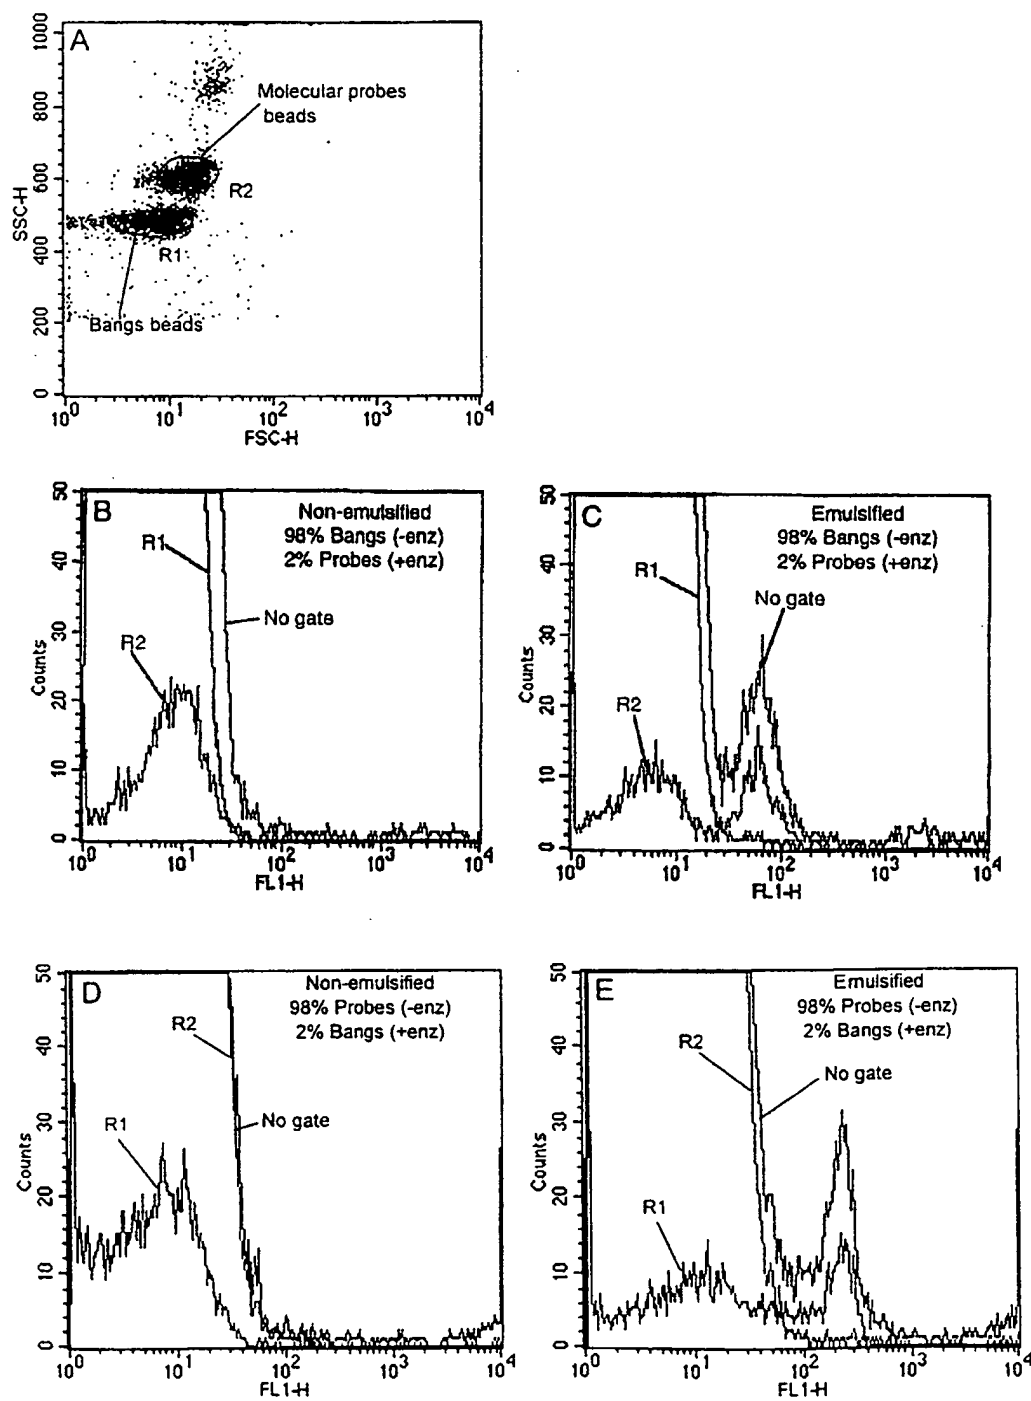 A
1000
800
600
400
200
0
SSC-H
Molecular probes
beads
R2
R1
Bangs beads
10^0 10^1 10^2 10^3 10^4
FSC-H
B
Non-emulsified
98% Bangs (-enz)
2% Probes (+enz)
R1
No gate
R2
50
40
30
20
10
0
Counts
10^0 10^1 10^2 10^3 10^4
FL1-H
C
Emulsified
98% Bangs (-enz)
2% Probes (+enz)
R1
No gate
R2
50
40
30
20
10
0
Counts
10^0 10^1 10^2 10^3 10^4
FL1-H
D
Non-emulsified
98% Probes (-enz)
2% Bangs (+enz)
R2
No gate
R1
50
40
30
20
10
0
Counts
10^0 10^1 10^2 10^3 10^4
FL1-H
E
Emulsified
98% Probes (-enz)
2% Bangs (+enz)
R2
No gate
R1
50
40
30
20
10
0
Counts
10^0 10^1 10^2 10^3 10^4
FL1-H